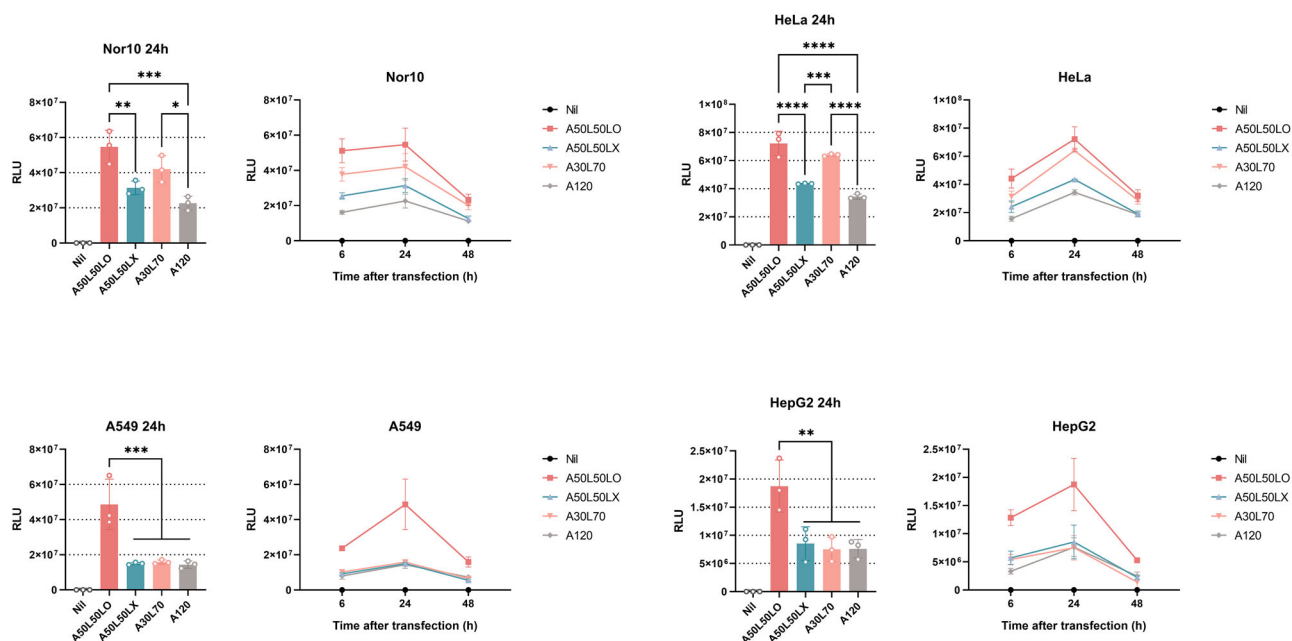 Nor10 24h
***
**
*
8×10⁷
6×10⁷
4×10⁷
2×10⁷
0
RLU
Nil
A50L50LO
A50L50LX
A30L70
A120
Nor10
8×10⁷
6×10⁷
4×10⁷
2×10⁷
0
RLU
6
24
48
Time after transfection (h)
Nil
A50L50LO
A50L50LX
A30L70
A120
HeLa 24h
****
***
****
****
1×10⁸
8×10⁷
6×10⁷
4×10⁷
2×10⁷
0
RLU
Nil
A50L50LO
A50L50LX
A30L70
A120
HeLa
1×10⁸
8×10⁷
6×10⁷
4×10⁷
2×10⁷
0
RLU
6
24
48
Time after transfection (h)
Nil
A50L50LO
A50L50LX
A30L70
A120
A549 24h
***
8×10⁷
6×10⁷
4×10⁷
2×10⁷
0
RLU
Nil
A50L50LO
A50L50LX
A30L70
A120
A549
8×10⁷
6×10⁷
4×10⁷
2×10⁷
0
RLU
6
24
48
Time after transfection (h)
Nil
A50L50LO
A50L50LX
A30L70
A120
HepG2 24h
**
2.5×10⁷
2×10⁷
1.5×10⁷
1×10⁷
5×10⁶
0
RLU
Nil
A50L50LO
A50L50LX
A30L70
A120
HepG2
2.5×10⁷
2×10⁷
1.5×10⁷
1×10⁷
5×10⁶
0
RLU
6
24
48
Time after transfection (h)
Nil
A50L50LO
A50L50LX
A30L70
A120